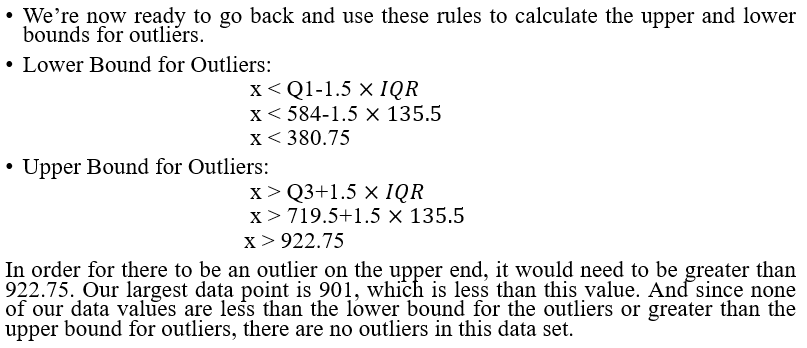 • We're now ready to go back and use these rules to calculate the upper and lower
bounds for outliers.
• Lower Bound for Outliers:
x < Q1-1.5 × IQR
x < 584-1.5 × 135.5
x < 380.75
• Upper Bound for Outliers:
x > Q3+1.5 × IQR
x > 719.5+1.5 × 135.5
x > 922.75
In order for there to be an outlier on the upper end, it would need to be greater than
922.75. Our largest data point is 901, which is less than this value. And since none
of our data values are less than the lower bound for the outliers or greater than the
upper bound for outliers, there are no outliers in this data set.